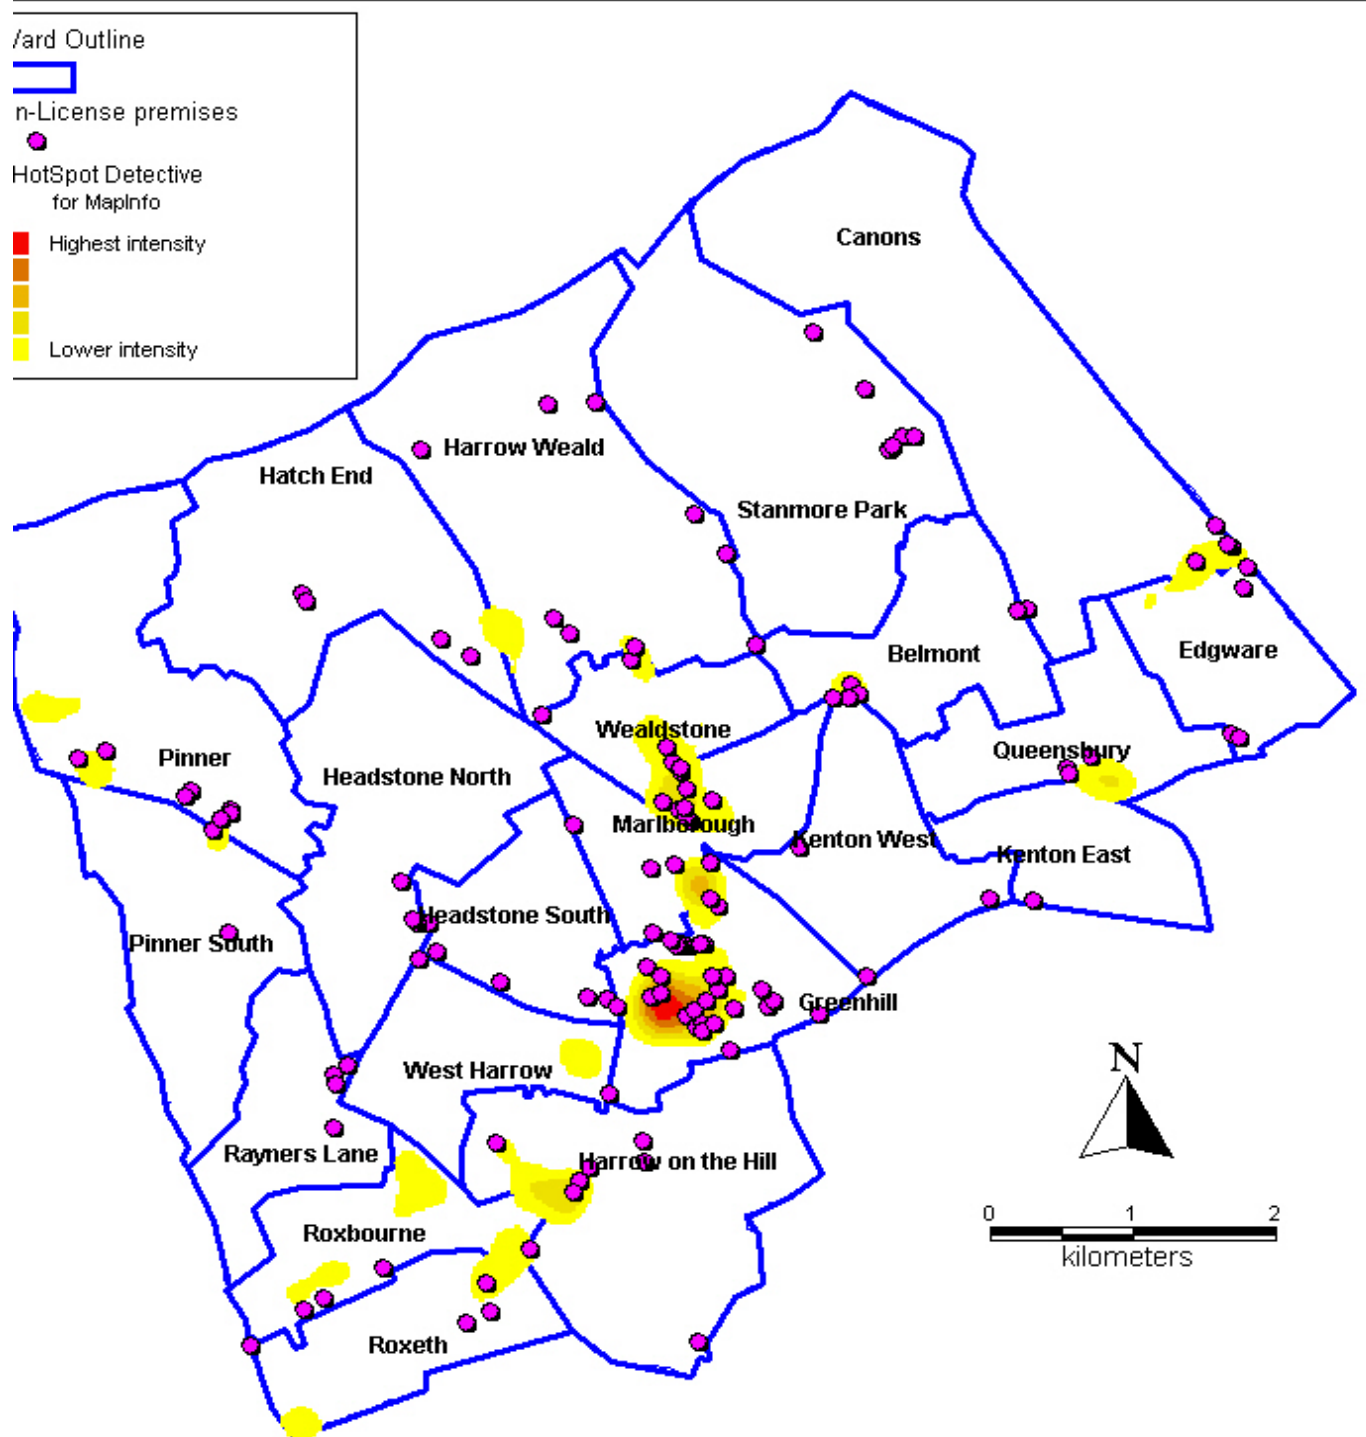 /ard Outline
n-License premises
HotSpot Detective
for MapInfo
Highest intensity
Lower intensity
Canons
Harrow Weald
Hatch End
Stanmore Park
Belmont
Edgware
Wealdstone
Queensbury
Pinner
Headstone North
Marlborough
Kenton West
Kenton East
Headstone South
Pinner South
Greenhill
West Harrow
N
Rayners Lane
Harrow on the Hill
Roxbourne
0 1 2
kilometers
Roxeth